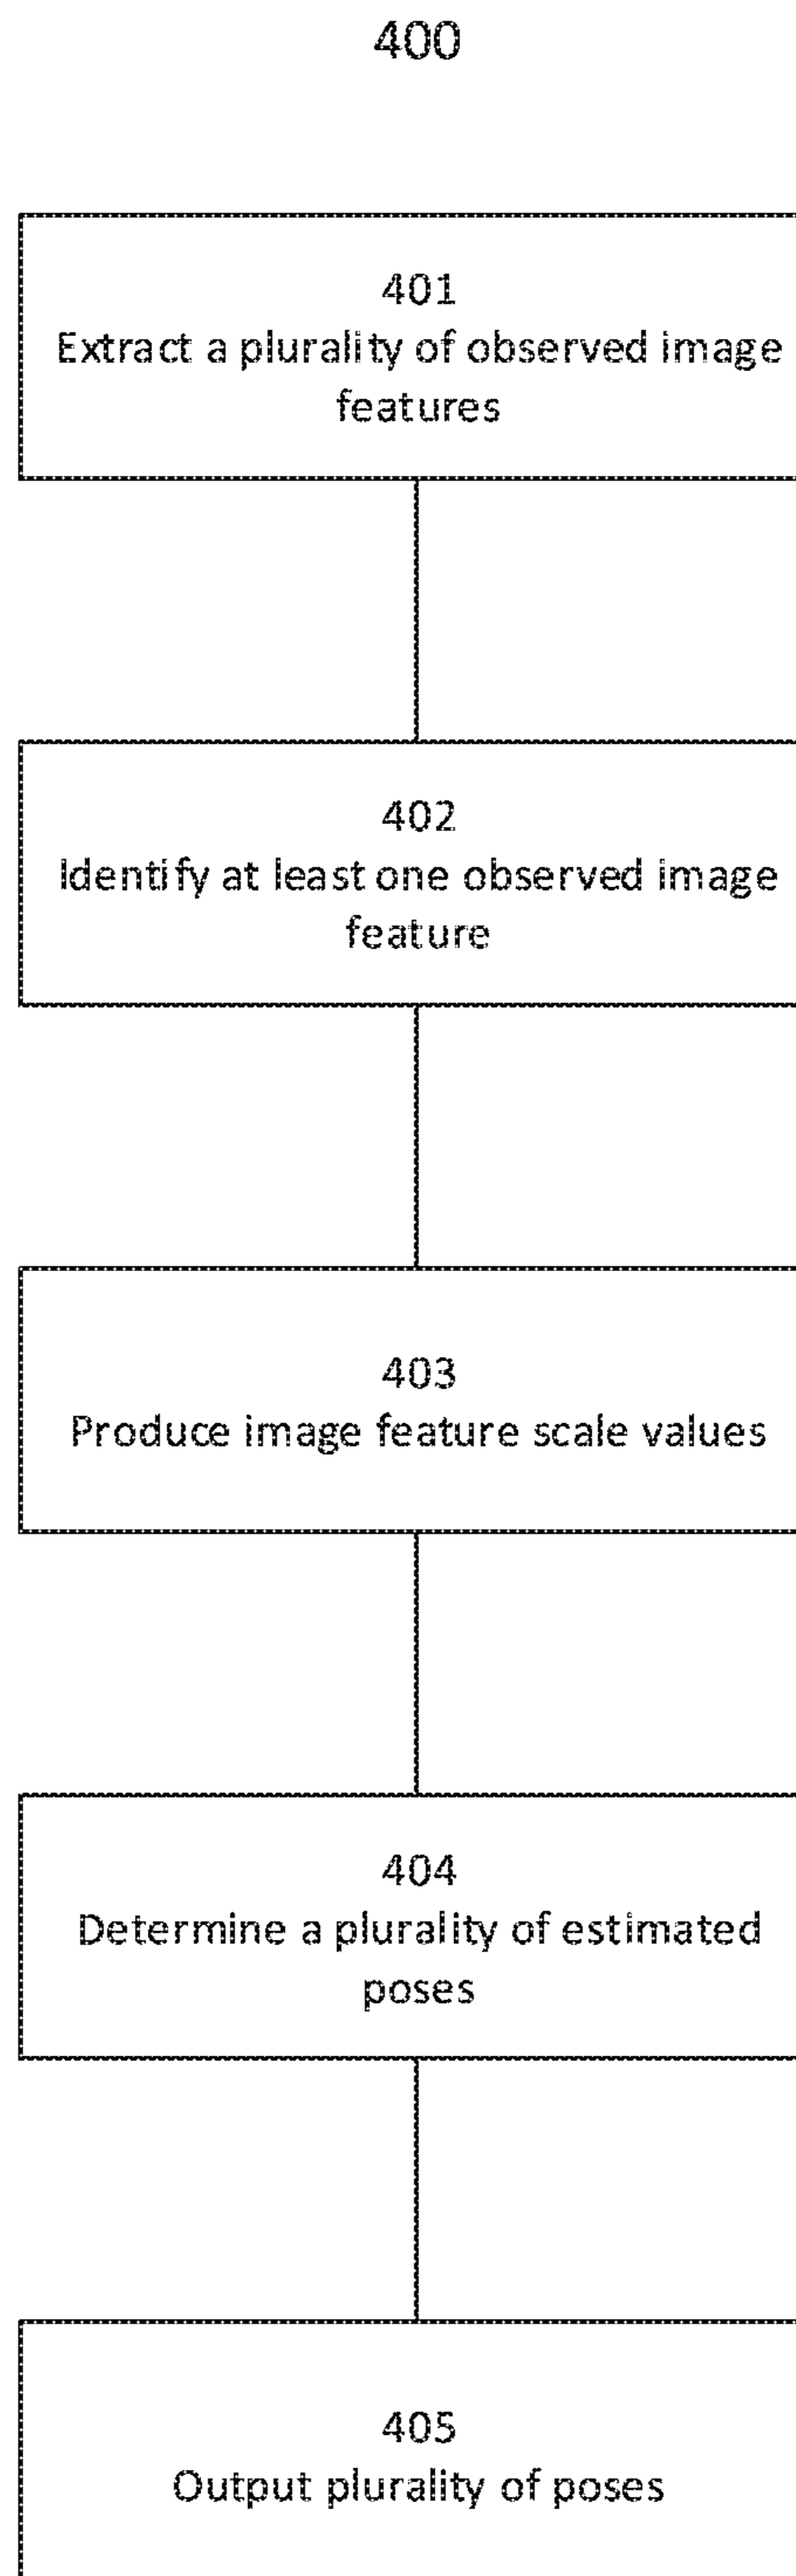 400
401
Extract a plurality of observed image
features
402
Identify at least one observed image
feature
403
Produce image feature scale values
404
Determine a plurality of estimated
poses
405
Output plurality of poses